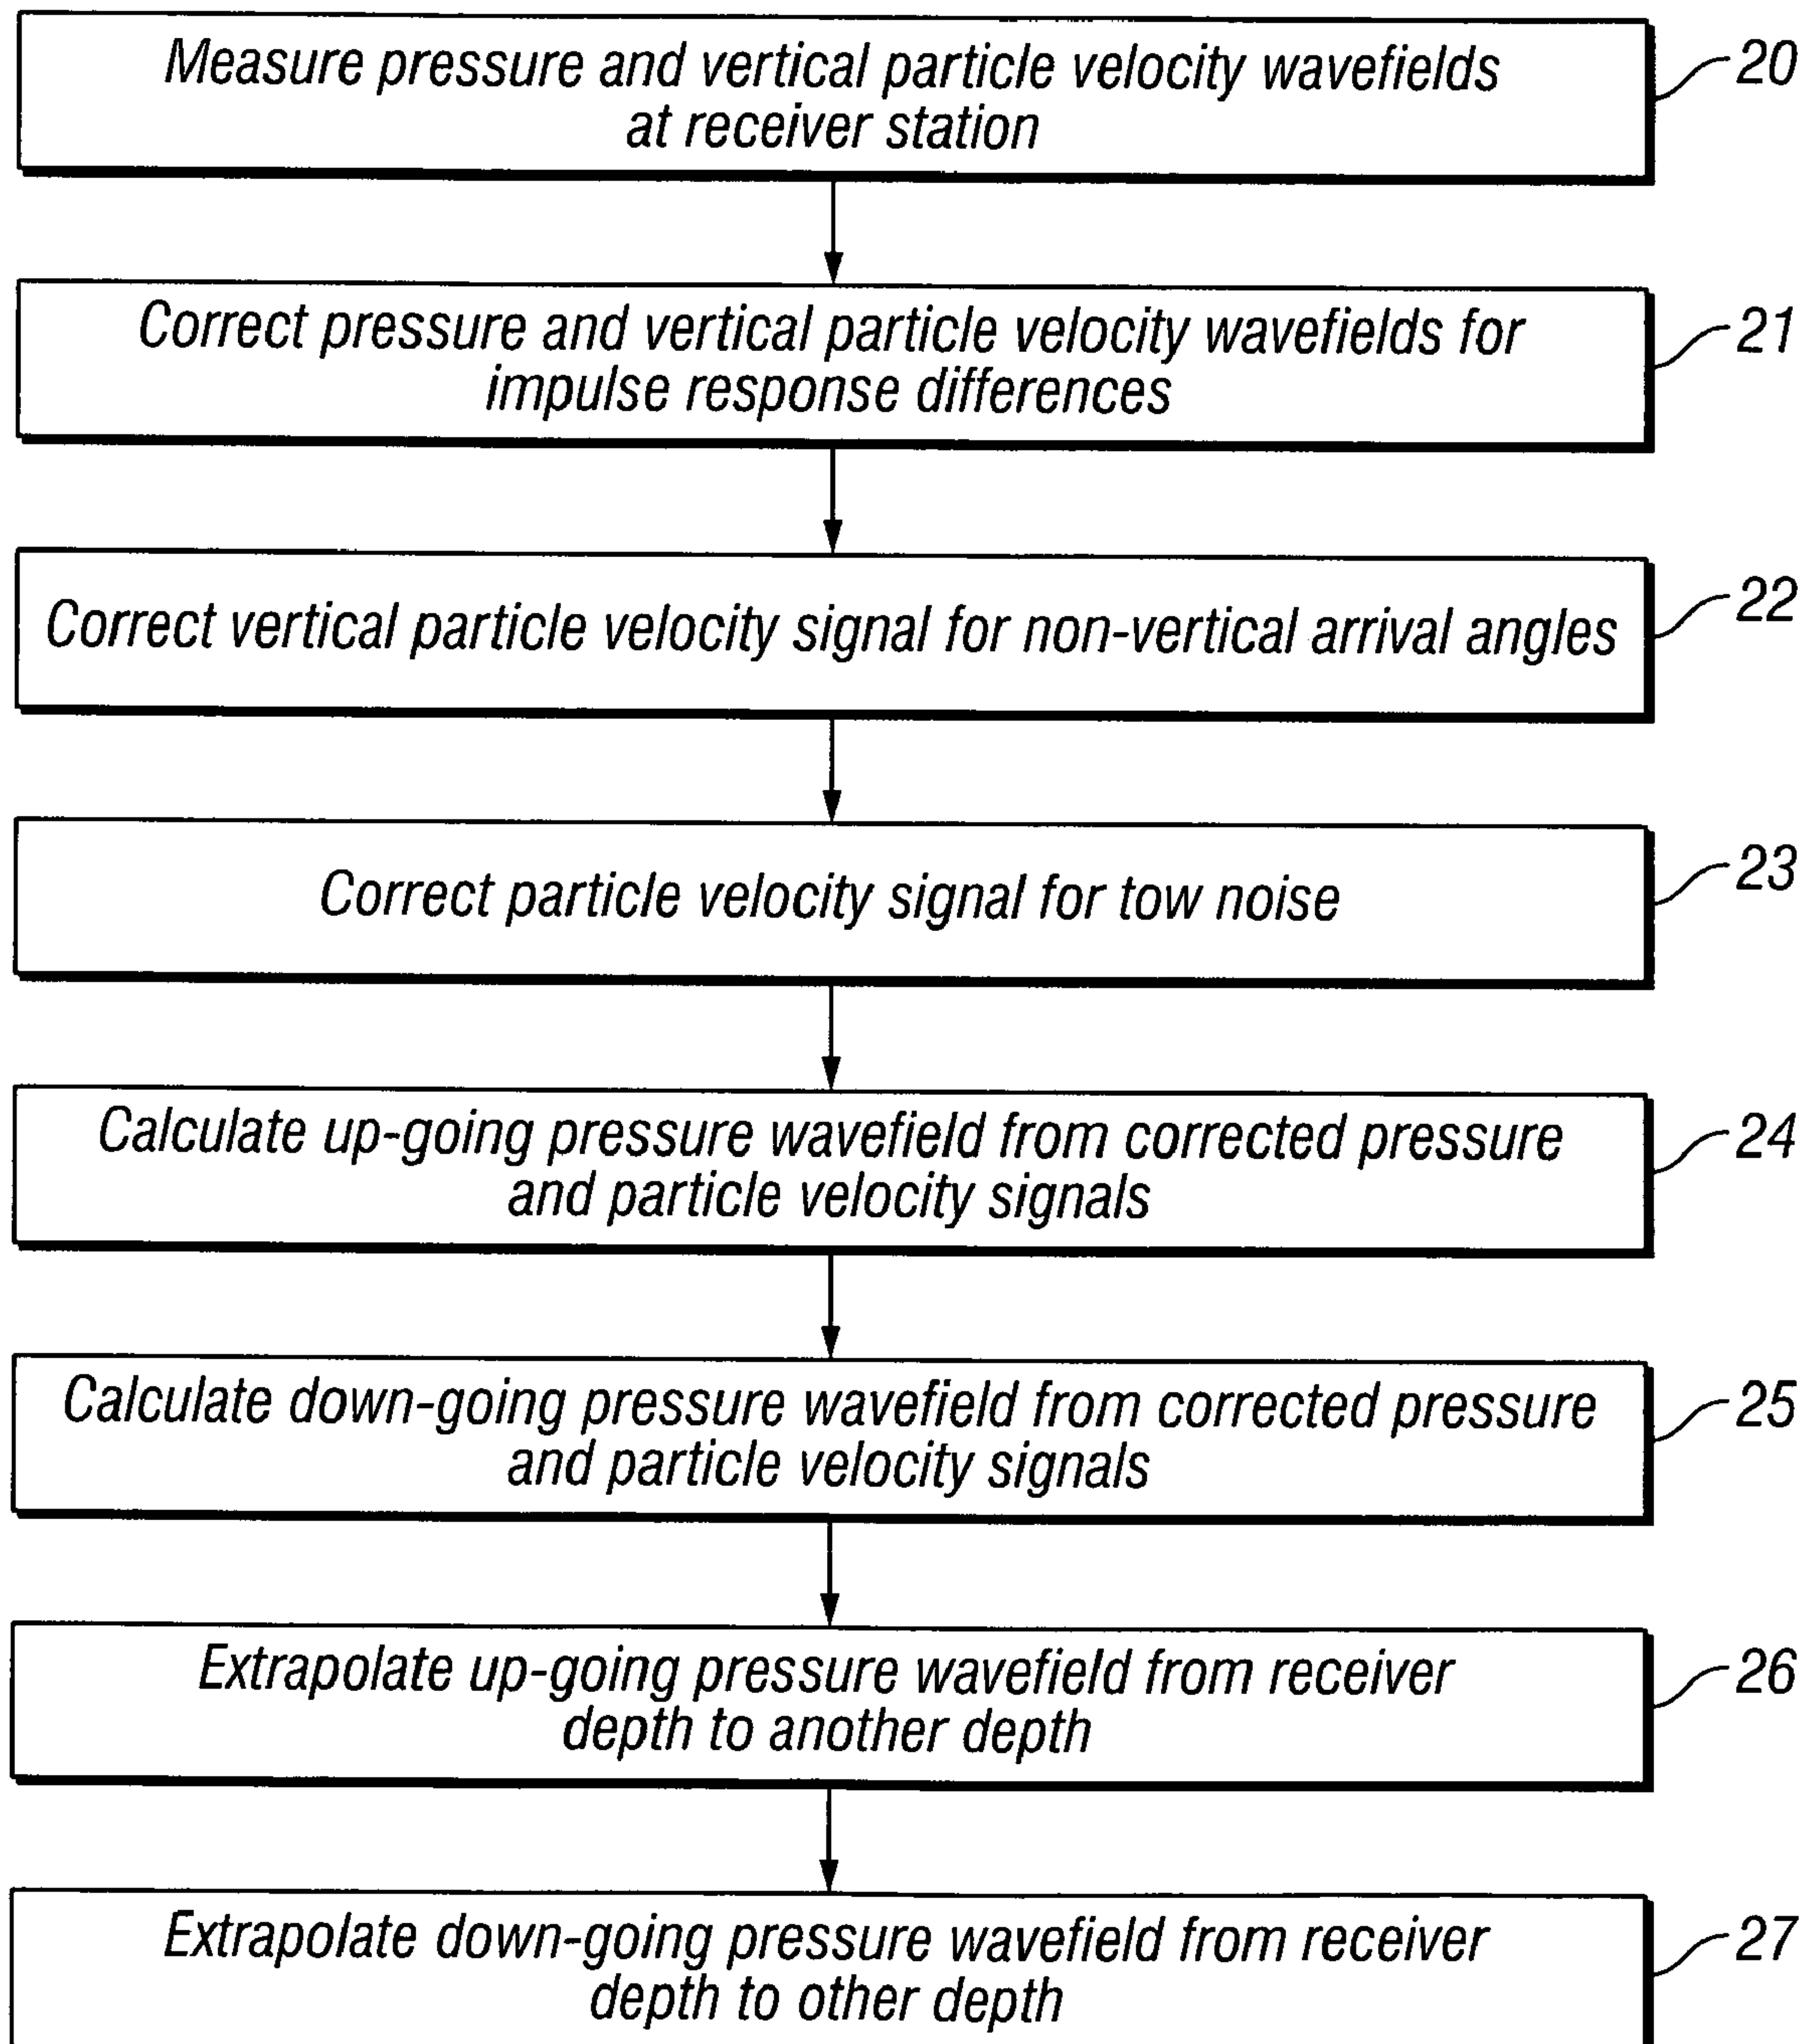 Measure pressure and vertical particle velocity wavefields
at receiver station
20
Correct pressure and vertical particle velocity wavefields for
impulse response differences
21
Correct vertical particle velocity signal for non-vertical arrival angles
22
Correct particle velocity signal for tow noise
23
Calculate up-going pressure wavefield from corrected pressure
and particle velocity signals
24
Calculate down-going pressure wavefield from corrected pressure
and particle velocity signals
25
Extrapolate up-going pressure wavefield from receiver
depth to another depth
26
Extrapolate down-going pressure wavefield from receiver
depth to other depth
27